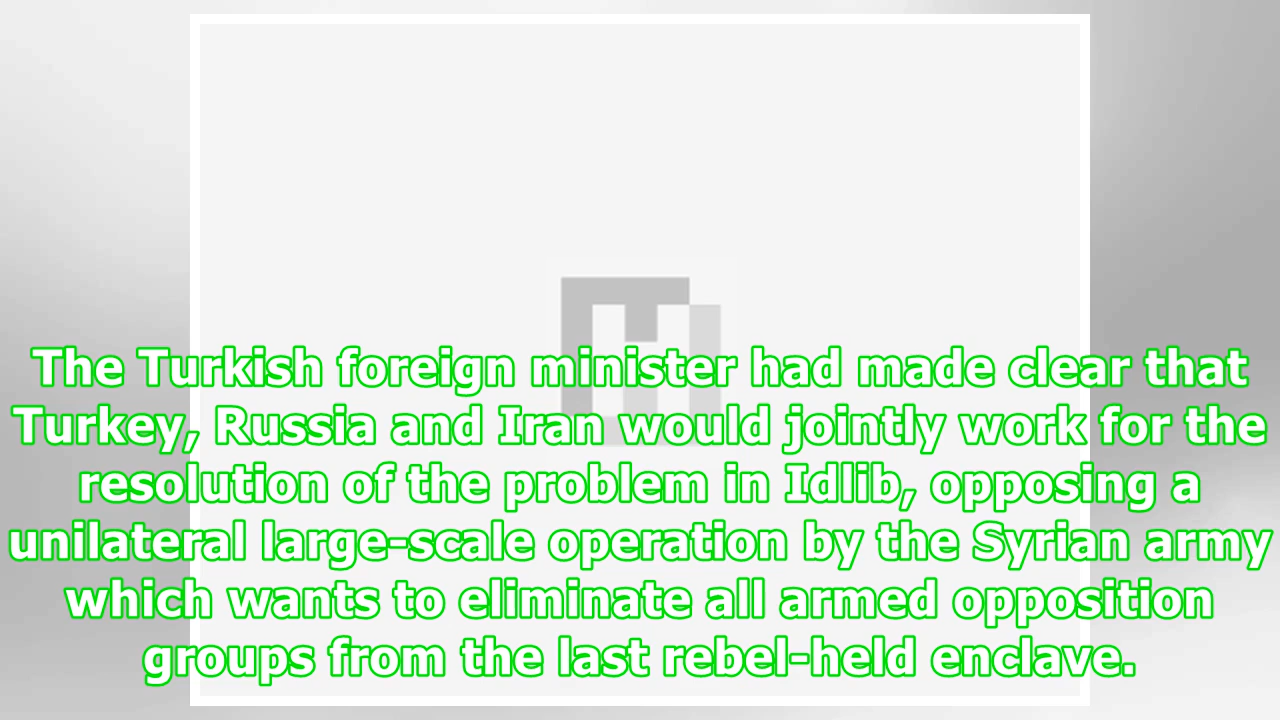 The Turkish foreign minister had made clear that
Turkey, Russia and Iran would jointly work for the
resolution of the problem in Idlib, opposing a
unilateral large-scale operation by the Syrian army
which wants to eliminate all armed opposition
groups from the last rebel-held enclave.